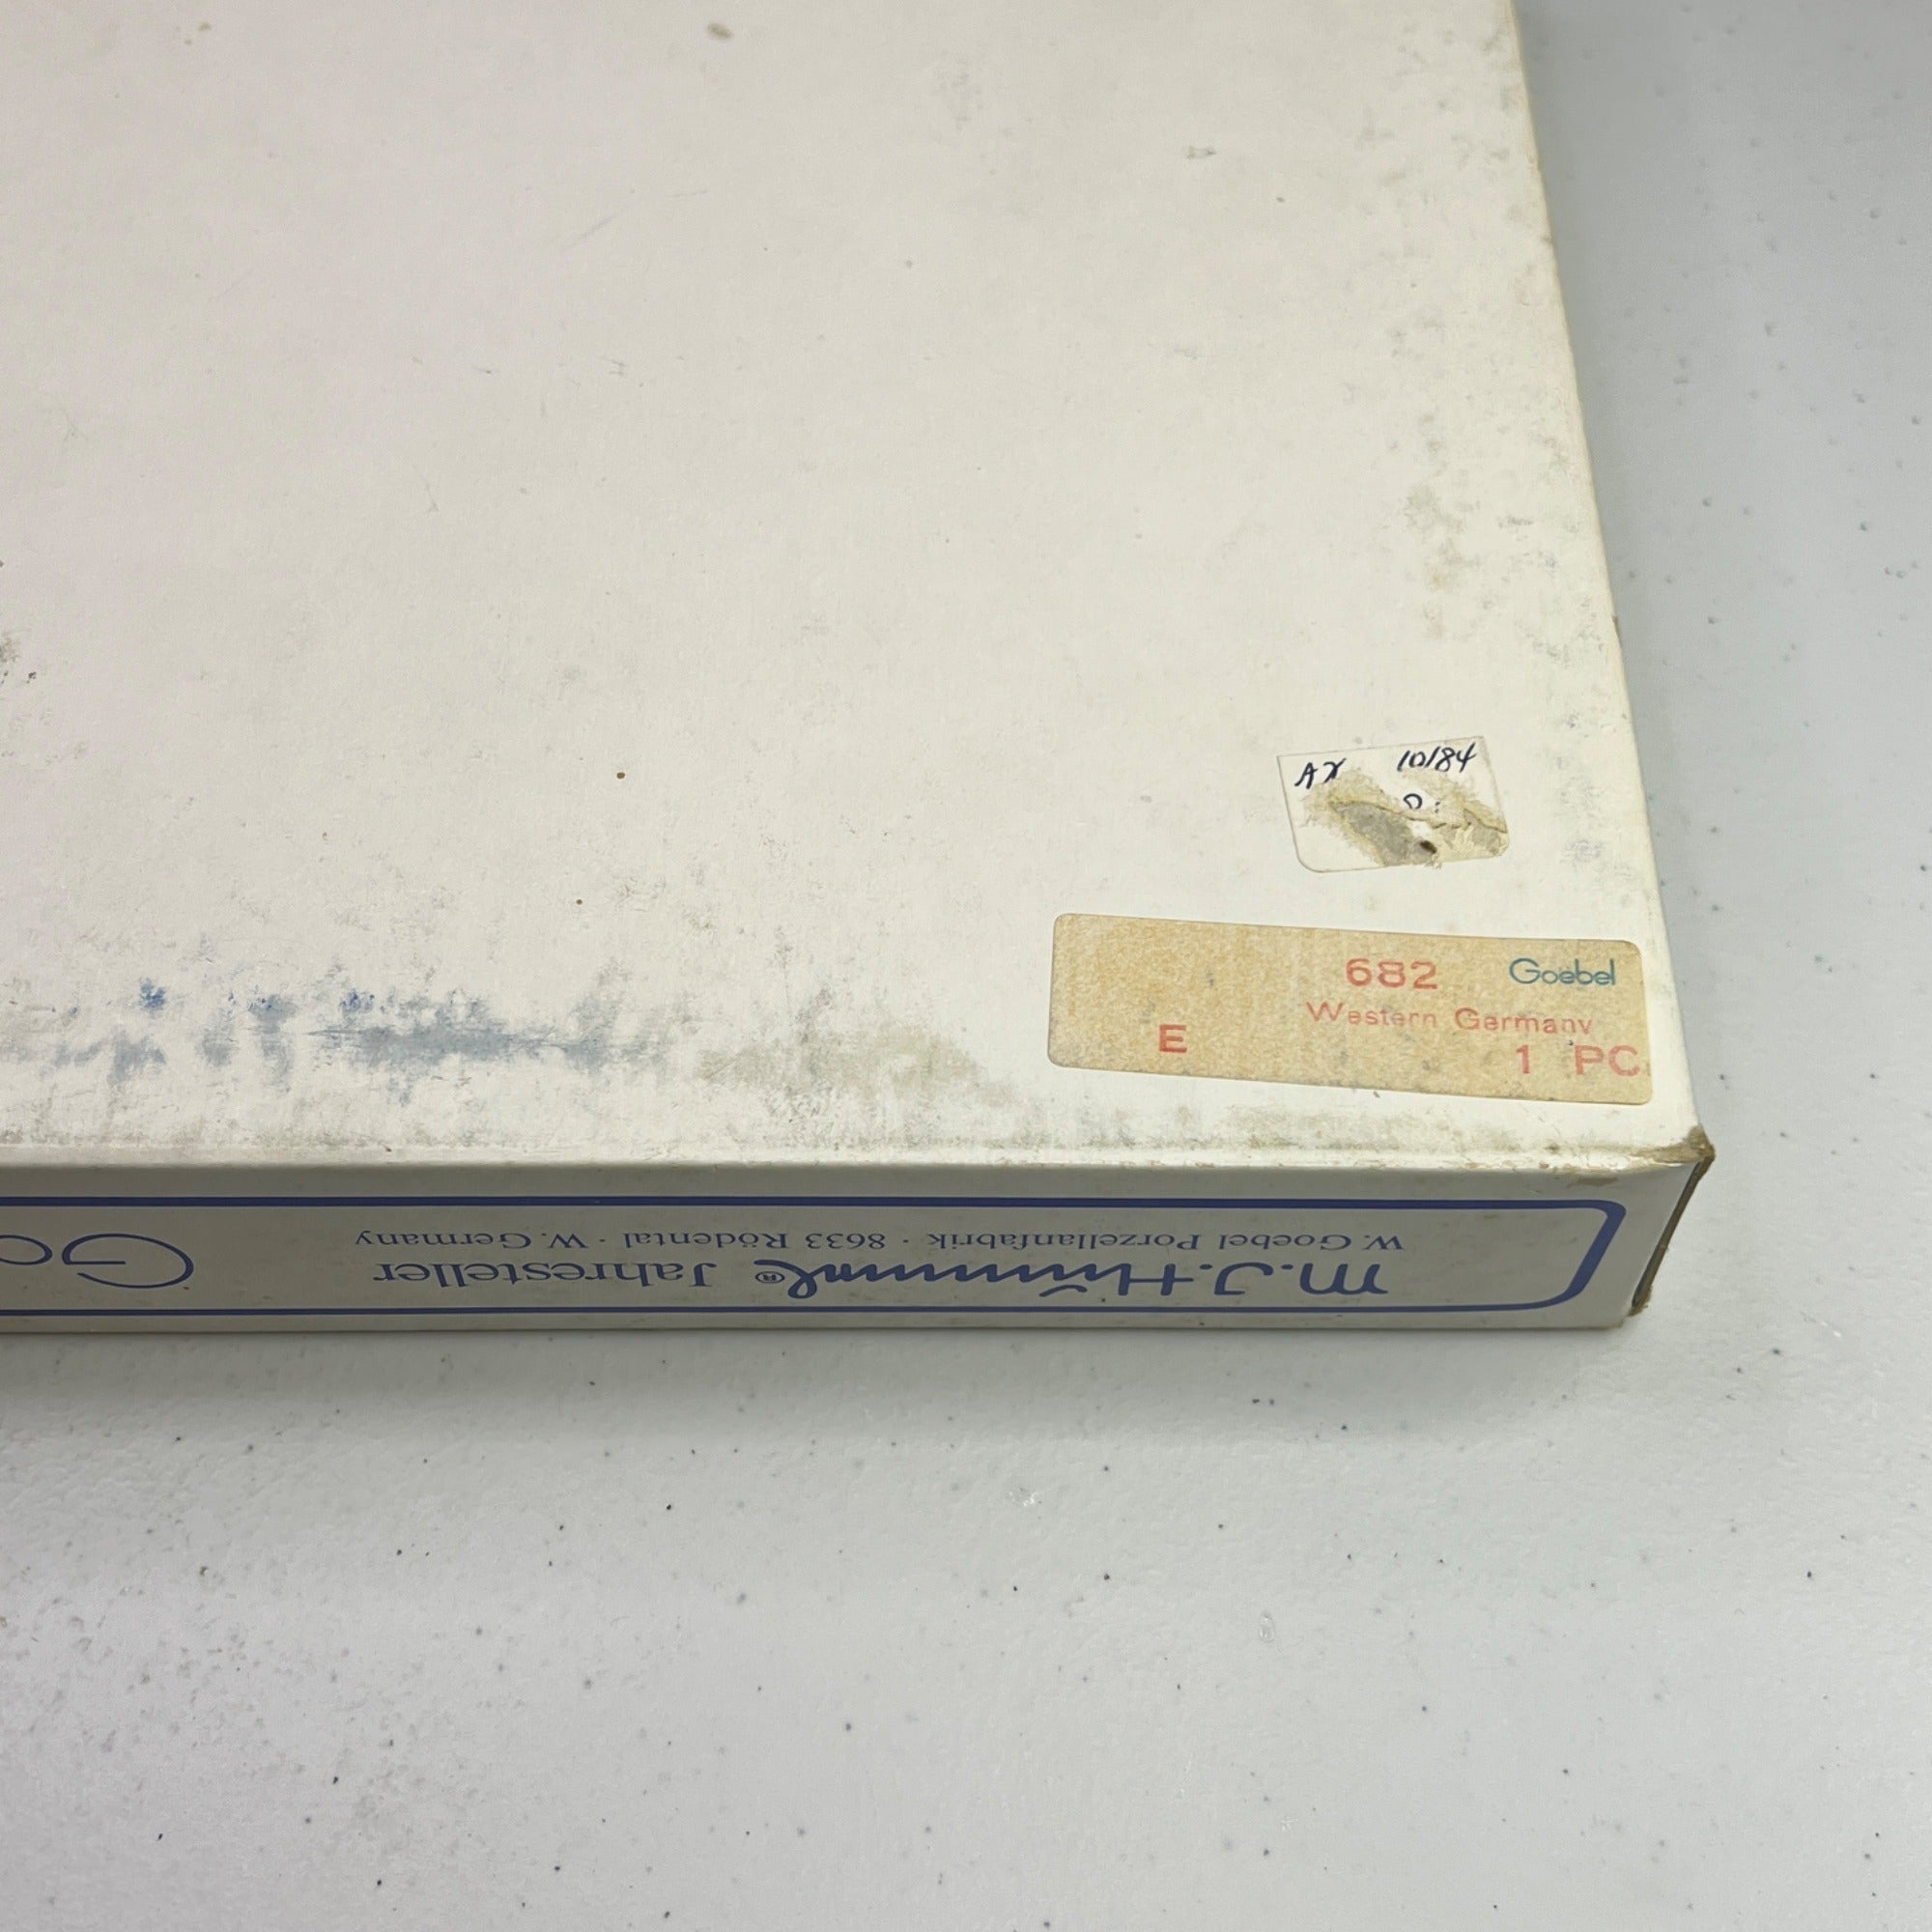 AX 10/84
682 Goebel
Western Germany
E 1 PC.
W. Goebel Porzellanfabrik · 8633 Rödental · W. Germany
M.J. Hummel® Jahresteller